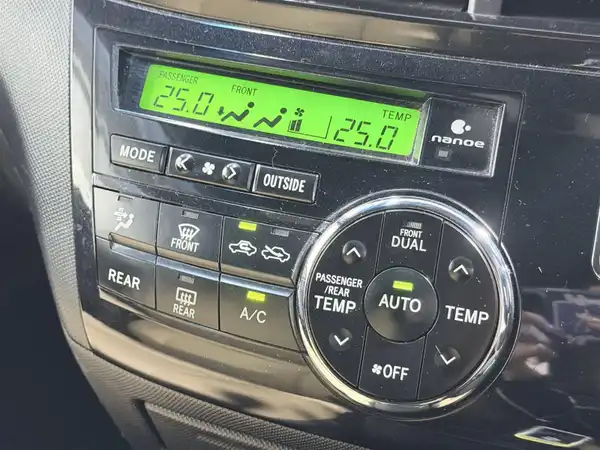 PASSENGER FRONT TEMP
25.0 25.0
nanoe
MODE
OUTSIDE
FRONT
REAR
REAR
A/C
FRONT
DUAL
PASSENGER
/REAR
TEMP
AUTO
TEMP
OFF